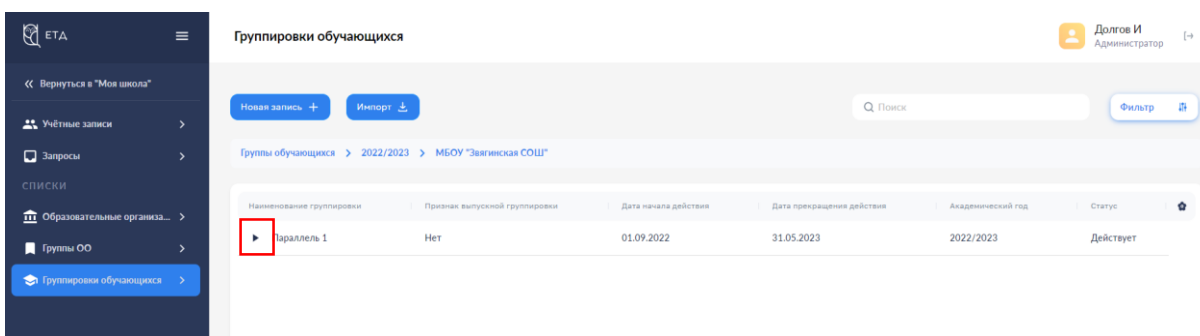 ЕТД
Группировки обучающихся
Долгов И
Администратор
Вернуться в "Моя школа"
Новая запись +
Импорт
Поиск
Фильтр
Учётные записи
Запросы
Группы обучающихся > 2022/2023 > МБОУ "Звягинская СОШ"
СПИСКИ
Образовательные организа...
Группы ОО
Группировки обучающихся
Наименование группировки Признак выпускной группировки Дата начала действия Дата прекращения действия Академический год Статус
Параллель 1 Нет 01.09.2022 31.05.2023 2022/2023 Действует